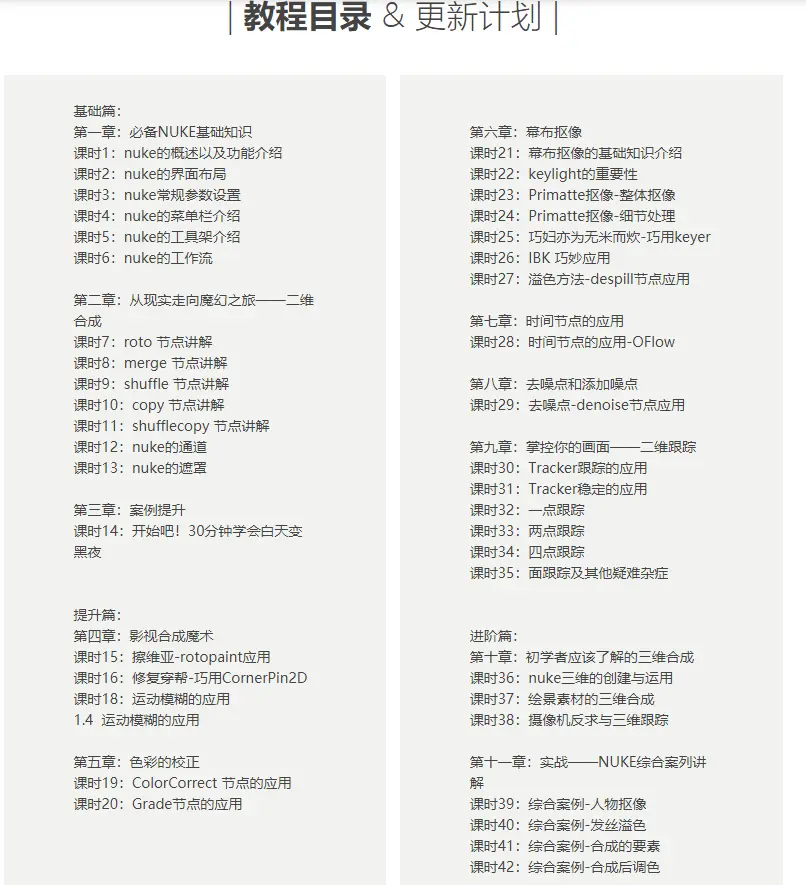 | 教程目录 & 更新计划 |
基础篇：
第一章：必备NUKE基础知识
课时1：nuke的概述以及功能介绍
课时2：nuke的界面布局
课时3：nuke常规参数设置
课时4：nuke的菜单栏介绍
课时5：nuke的工具架介绍
课时6：nuke的工作流
第二章：从现实走向魔幻之旅——二维
合成
课时7：roto 节点讲解
课时8：merge 节点讲解
课时9：shuffle 节点讲解
课时10：copy 节点讲解
课时11：shufflecopy 节点讲解
课时12：nuke的通道
课时13：nuke的遮罩
第三章：案例提升
课时14：开始吧！30分钟学会白天变
黑夜
提升篇：
第四章：影视合成魔术
课时15：擦维亚-rotopaint应用
课时16：修复穿帮-巧用CornerPin2D
课时18：运动模糊的应用
1.4 运动模糊的应用
第五章：色彩的校正
课时19：ColorCorrect 节点的应用
课时20：Grade节点的应用
第六章：幕布抠像
课时21：幕布抠像的基础知识介绍
课时22：keylight的重要性
课时23：Primatte抠像-整体抠像
课时24：Primatte抠像-细节处理
课时25：巧妇亦为无米而炊-巧用keyer
课时26：IBK 巧妙应用
课时27：溢色方法-despill节点应用
第七章：时间节点的应用
课时28：时间节点的应用-OFlow
第八章：去噪点和添加噪点
课时29：去噪点-denoise节点应用
第九章：掌控你的画面——二维跟踪
课时30：Tracker跟踪的应用
课时31：Tracker稳定的应用
课时32：一点跟踪
课时33：两点跟踪
课时34：四点跟踪
课时35：面跟踪及其他疑难杂症
进阶篇：
第十章：初学者应该了解的三维合成
课时36：nuke三维的创建与运用
课时37：绘景素材的三维合成
课时38：摄像机反求与三维跟踪
第十一章：实战——NUKE综合案列讲
解
课时39：综合案例-人物抠像
课时40：综合案例-发丝溢色
课时41：综合案例-合成的要素
课时42：综合案例-合成后调色